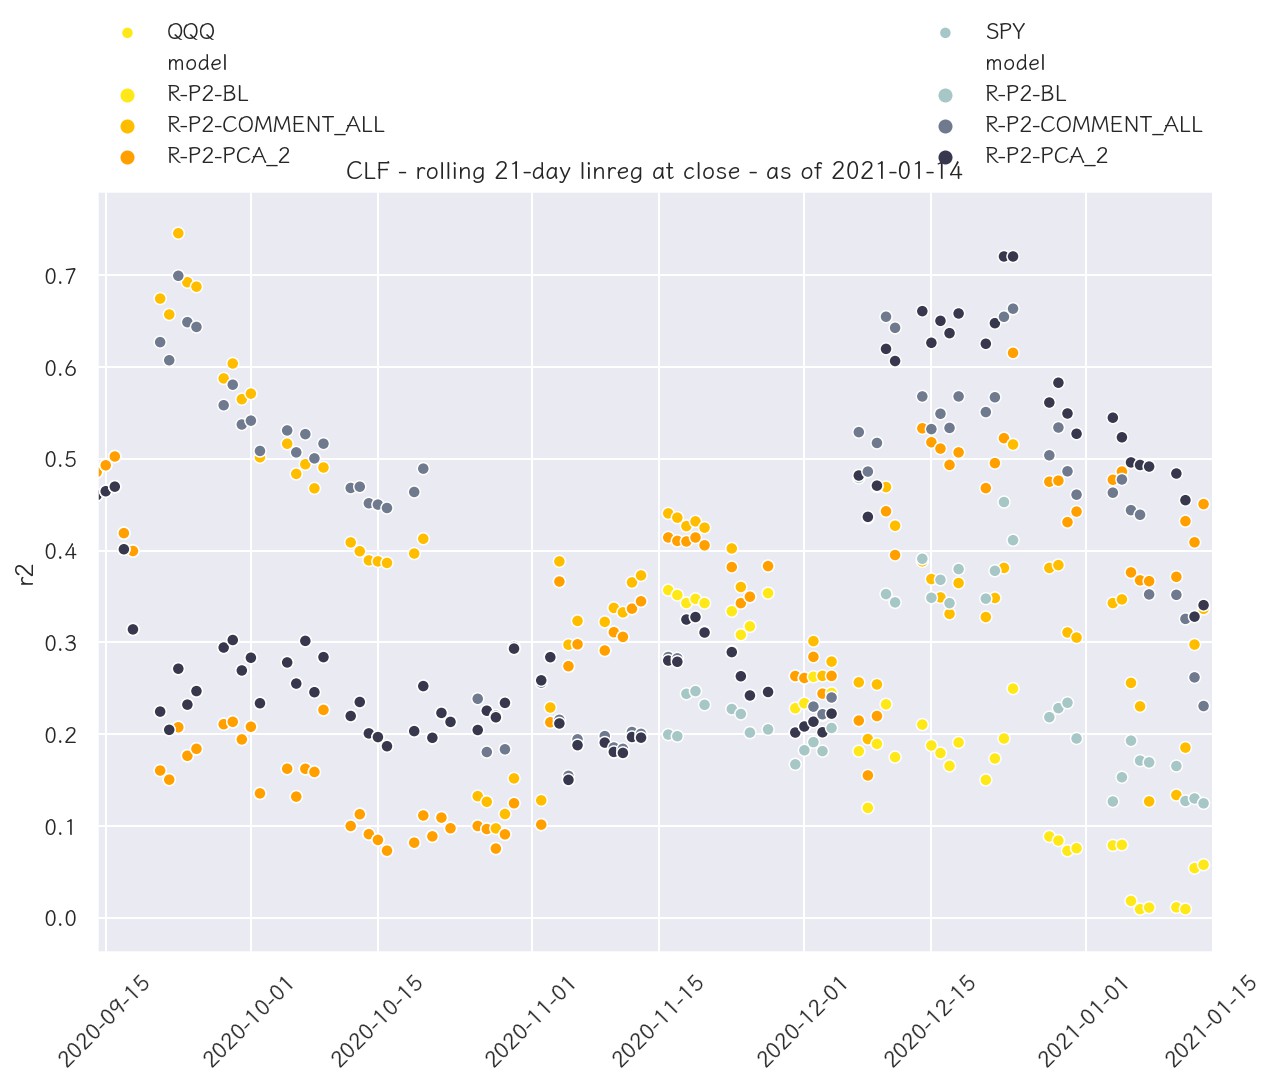 QQQ
model
R-P2-BL
R-P2-COMMENT_ALL
R-P2-PCA_2
SPY
model
R-P2-BL
R-P2-COMMENT_ALL
R-P2-PCA_2
CLF - rolling 21-day linreg at close - as of 2021-01-14
r2
0.7
0.6
0.5
0.4
0.3
0.2
0.1
0.0
2020-09-15
2020-10-01
2020-10-15
2020-11-01
2020-11-15
2020-12-01
2020-12-15
2021-01-01
2021-01-15